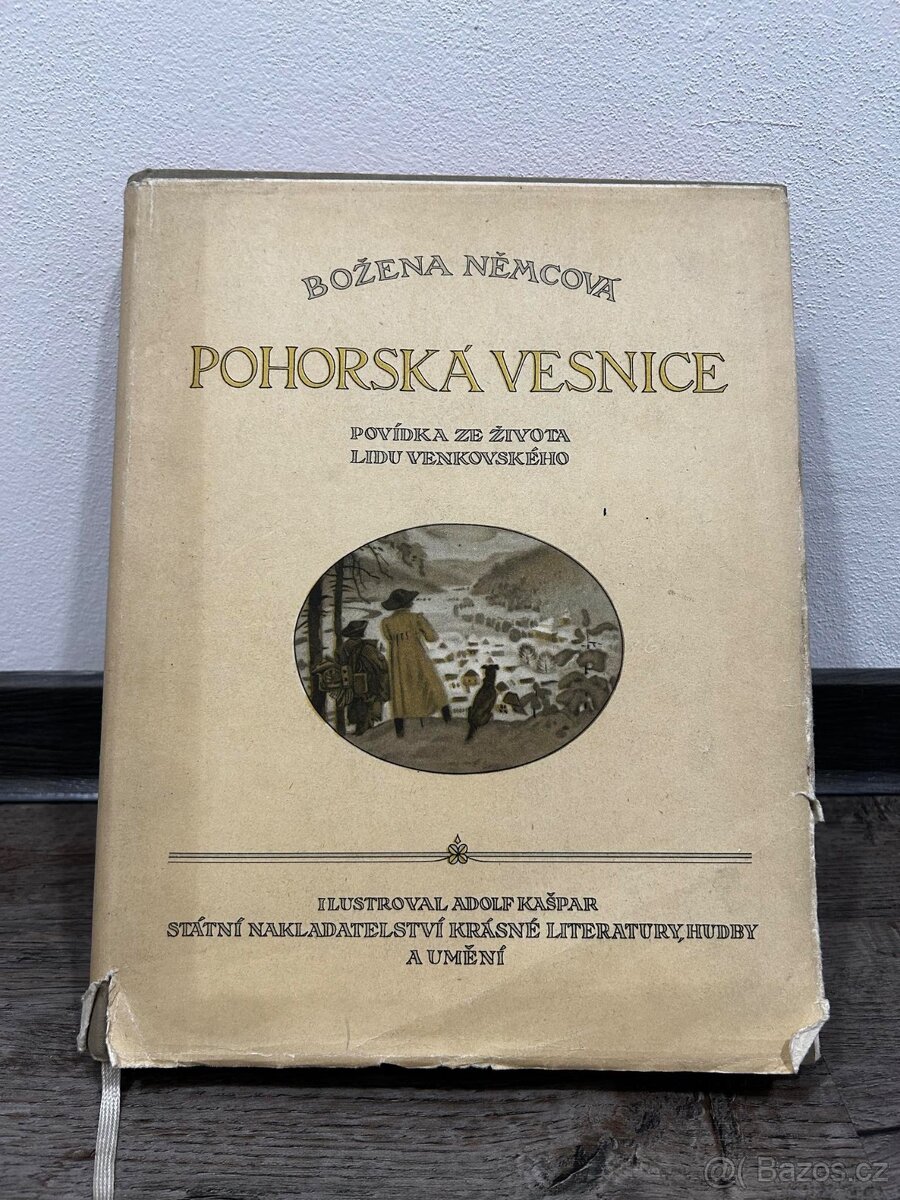 BOŽENA NĚMCOVÁ
POHORSKÁ VESNICE
POVÍDKA ZE ŽIVOTA
LIDU VENKOVSKÉHO
ILUSTROVAL ADOLF KAŠPAR
STÁTNÍ NAKLADATELSTVÍ KRÁSNÉ LITERATURY, HUDBY
A UMĚNÍ
Bazos.cz